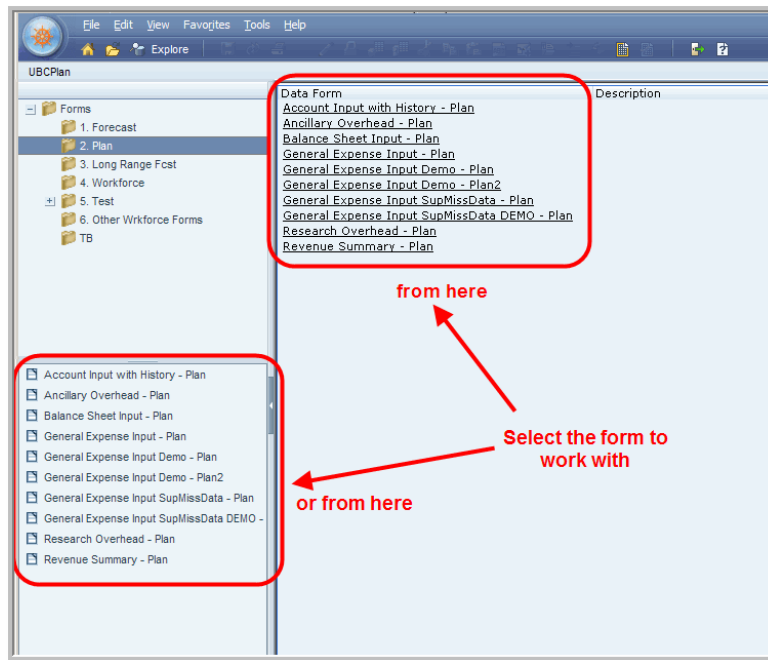 File Edit View Favorites Tools Help
Explore
UBCPlan
Forms
1. Forecast
2. Plan
3. Long Range Fcst
4. Workforce
5. Test
6. Other Wrkforce Forms
TB
Data Form Description
Account Input with History - Plan
Ancillary Overhead - Plan
Balance Sheet Input - Plan
General Expense Input - Plan
General Expense Input Demo - Plan
General Expense Input Demo - Plan2
General Expense Input SupMissData - Plan
General Expense Input SupMissData DEMO - Plan
Research Overhead - Plan
Revenue Summary - Plan
from here
Select the form to
work with
or from here
Account Input with History - Plan
Ancillary Overhead - Plan
Balance Sheet Input - Plan
General Expense Input - Plan
General Expense Input Demo - Plan
General Expense Input Demo - Plan2
General Expense Input SupMissData - Plan
General Expense Input SupMissData DEMO -
Research Overhead - Plan
Revenue Summary - Plan